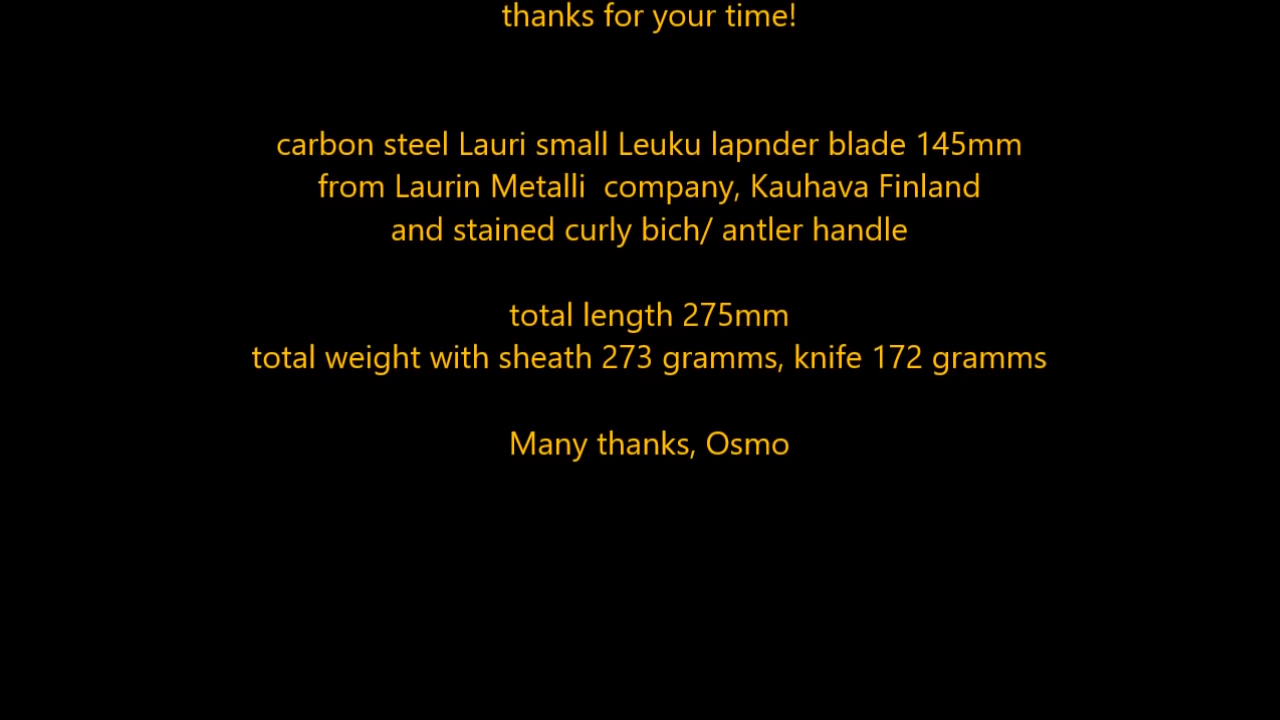 thanks for your time!
carbon steel Lauri small Leuku lapnder blade 145mm
from Laurin Metalli  company, Kauhava Finland
and stained curly bich/ antler handle
total length 275mm
total weight with sheath 273 gramms, knife 172 gramms
Many thanks, Osmo